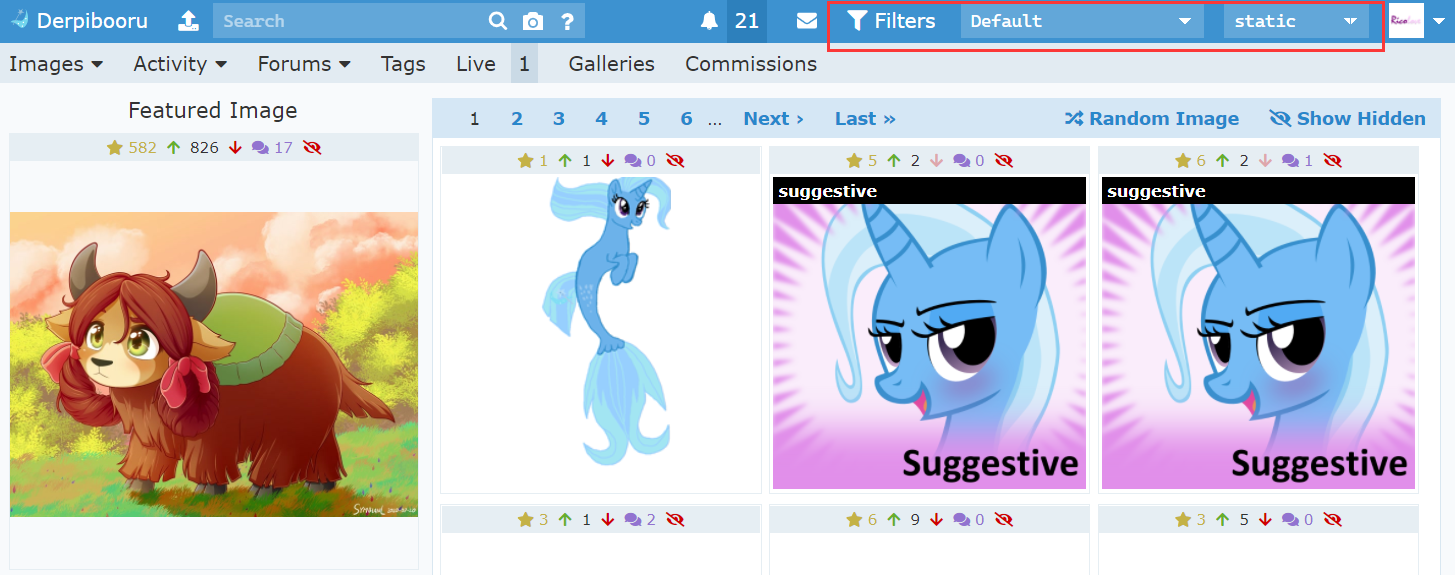 Derpibooru
Search
?
21
Filters
Default
static
Rico
Images
Activity
Forums
Tags
Live
1
Galleries
Commissions
Featured Image
582 826 17
1 2 3 4 5 6 ... Next › Last »
Random Image
Show Hidden
1 1 0
5 2 0
6 2 1
suggestive
suggestive
Suggestive
Suggestive
3 1 2
6 9 0
3 5 0